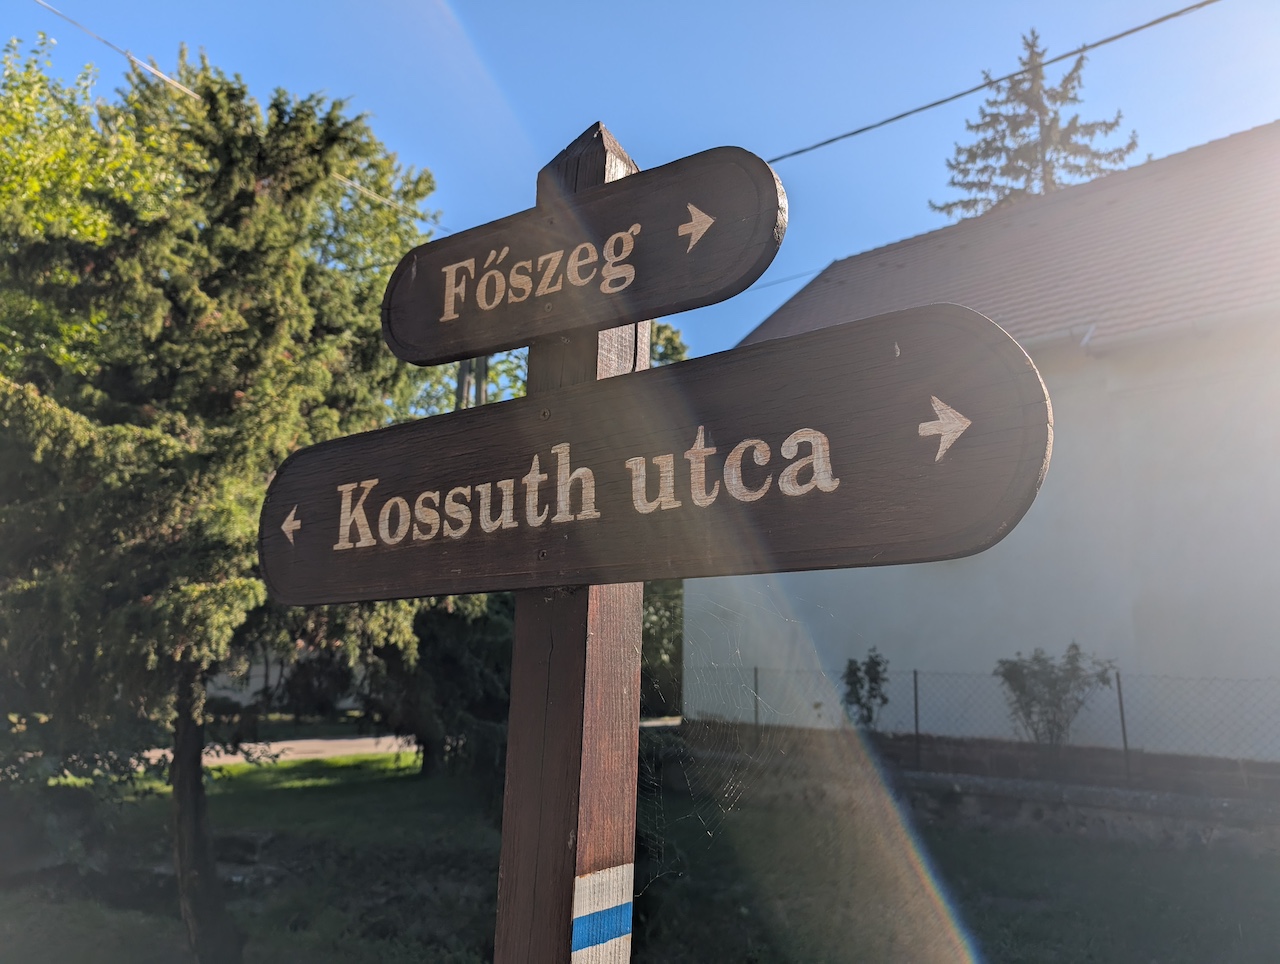 Főszeg →
← Kossuth utca →